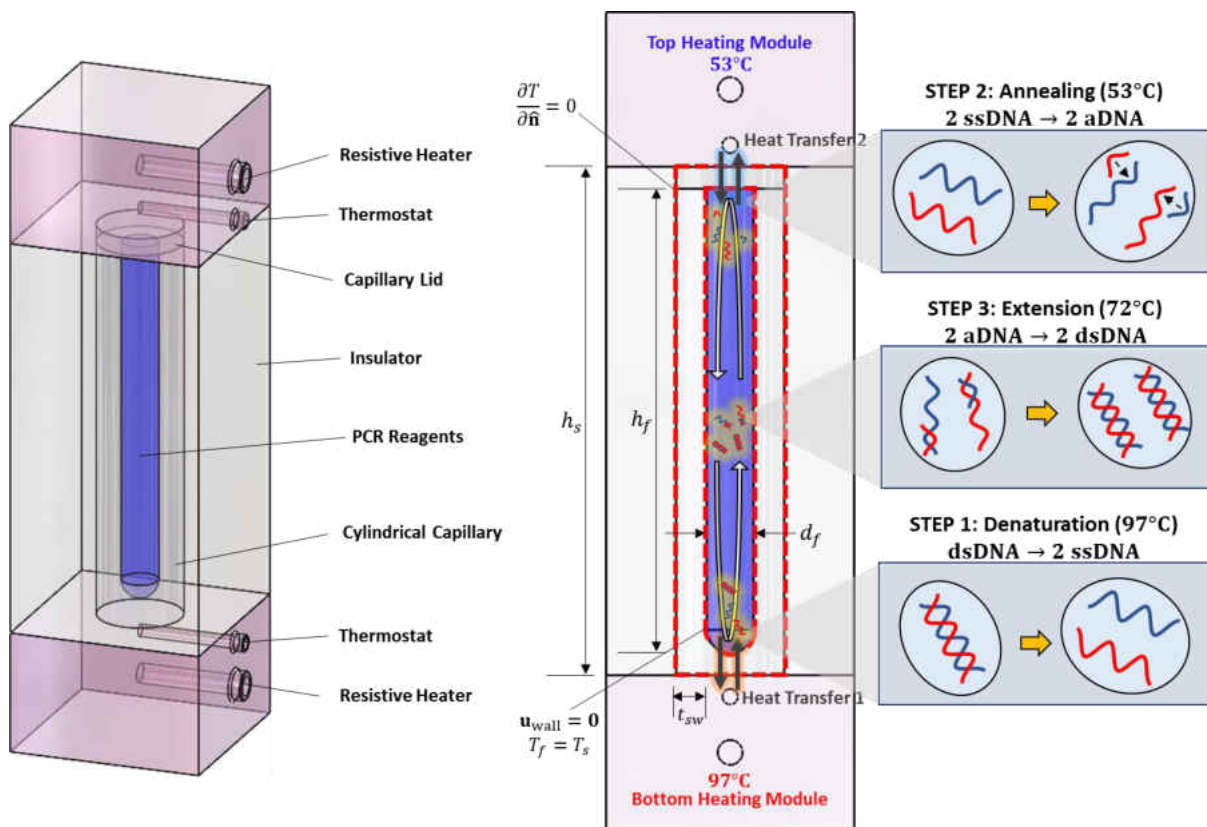 Resistive Heater
Thermostat
Capillary Lid
Insulator
PCR Reagents
Cylindrical Capillary
Thermostat
Resistive Heater
Top Heating Module
53°C
∂T/∂n̂ = 0
Heat Transfer 2
h_s
h_f
d_f
u_wall = 0
T_f = T_s
t_sw
Heat Transfer 1
97°C
Bottom Heating Module
STEP 2: Annealing (53°C)
2 ssDNA → 2 aDNA
STEP 3: Extension (72°C)
2 aDNA → 2 dsDNA
STEP 1: Denaturation (97°C)
dsDNA → 2 ssDNA